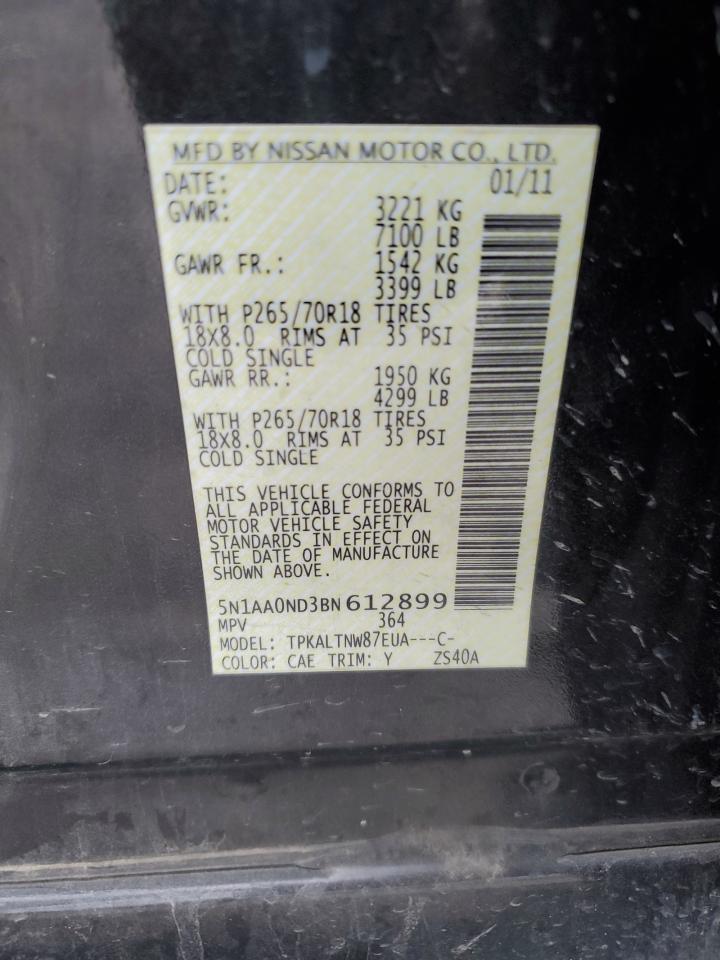 MFD BY NISSAN MOTOR CO., LTD.
DATE: 01/11
GVWR: 3221 KG
7100 LB
GAWR FR.: 1542 KG
3399 LB
WITH P265/70R18 TIRES
18X8.0 RIMS AT 35 PSI
COLD SINGLE
GAWR RR.: 1950 KG
4299 LB
WITH P265/70R18 TIRES
18X8.0 RIMS AT 35 PSI
COLD SINGLE
THIS VEHICLE CONFORMS TO
ALL APPLICABLE FEDERAL
MOTOR VEHICLE SAFETY
STANDARDS IN EFFECT ON
THE DATE OF MANUFACTURE
SHOWN ABOVE.
5N1AA0ND3BN612899
MPV 364
MODEL: TPKALTNW87EUA---C-
COLOR: CAE TRIM: Y ZS40A